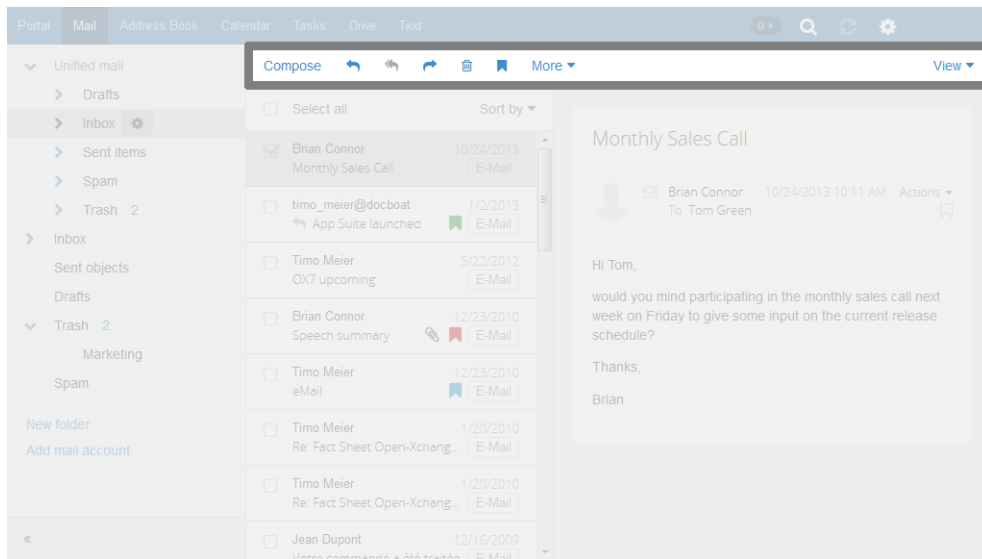 Portal Mail Address Book Calendar Tasks Drive Text 0
Unified mail
Drafts
Inbox
Sent items
Spam
Trash 2
Inbox
Sent objects
Drafts
Trash 2
Marketing
Spam
New folder
Add mail account
«
Compose More View
Select all Sort by
Brian Connor 10/24/2013
Monthly Sales Call E-Mail
timo_meier@docboat 1/2/2013
App Suite launched E-Mail
Timo Meier 5/22/2012
OX7 upcoming E-Mail
Brian Connor 12/23/2010
Speech summary E-Mail
Timo Meier 12/23/2010
eMail E-Mail
Timo Meier 1/20/2010
Re: Fact Sheet Open-Xchang... E-Mail
Timo Meier 1/20/2010
Re: Fact Sheet Open-Xchang... E-Mail
Jean Dupont 12/16/2009
Votre commande a été traitée E-Mail
Monthly Sales Call
Brian Connor 10/24/2013 10:11 AM Actions
To Tom Green
Hi Tom,
would you mind participating in the monthly sales call next
week on Friday to give some input on the current release
schedule?
Thanks,
Brian